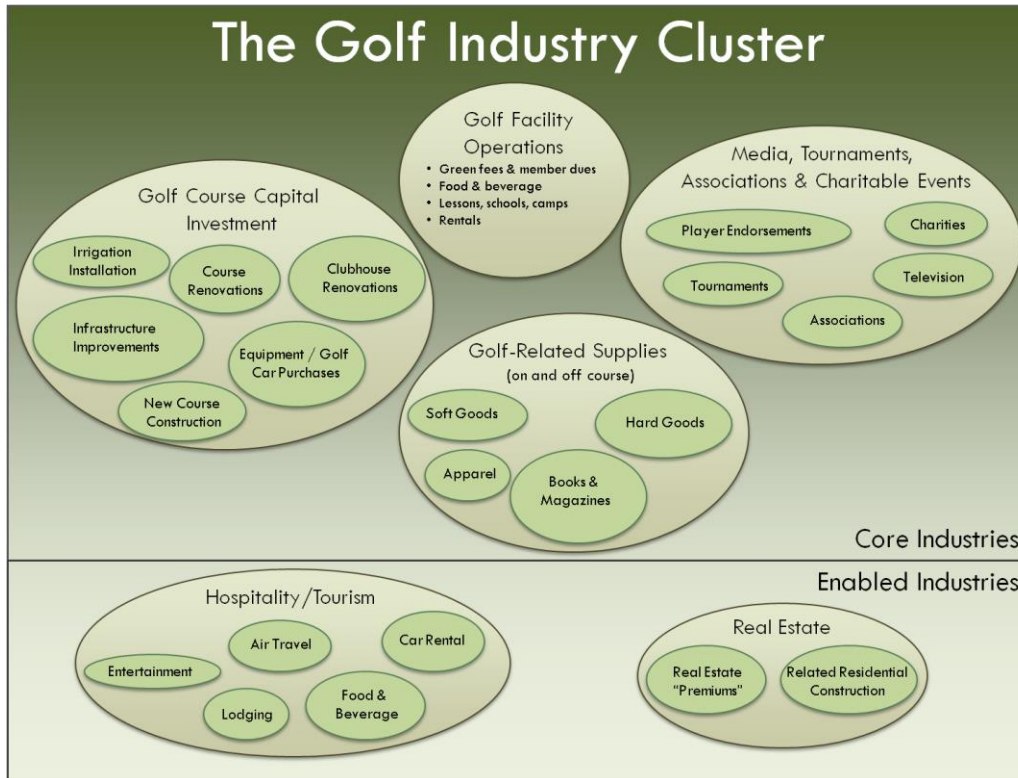 The Golf Industry Cluster
Golf Facility
Operations
• Green fees & member dues
• Food & beverage
• Lessons, schools, camps
• Rentals
Golf Course Capital
Investment
Irrigation
Installation
Course
Renovations
Clubhouse
Renovations
Infrastructure
Improvements
Equipment / Golf
Car Purchases
New Course
Construction
Media, Tournaments,
Associations & Charitable Events
Player Endorsements
Charities
Tournaments
Television
Associations
Golf-Related Supplies
(on and off course)
Soft Goods
Hard Goods
Apparel
Books &
Magazines
Core Industries
Enabled Industries
Hospitality/Tourism
Air Travel
Car Rental
Entertainment
Lodging
Food &
Beverage
Real Estate
Real Estate
"Premiums"
Related Residential
Construction